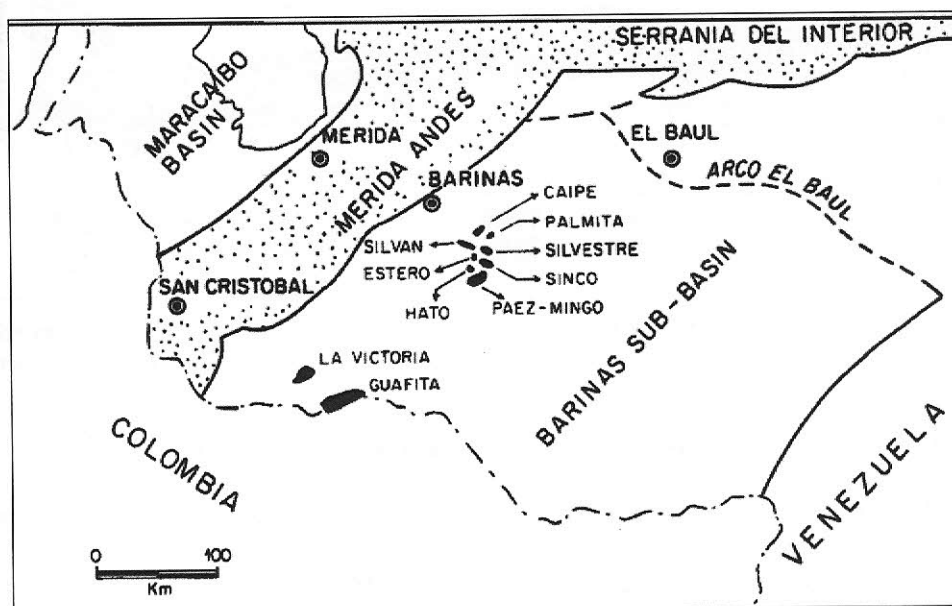 SERRANIA DEL INTERIOR
MARACAIBO
BASIN
MERIDA
MERIDA ANDES
EL BAUL
ARCO EL BAUL
BARINAS
CAIPE
PALMITA
SILVAN
SILVESTRE
ESTERO
SINCO
HATO
PAEZ-MINGO
SAN CRISTOBAL
BARINAS SUB-BASIN
LA VICTORIA
GUAFITA
COLOMBIA
VENEZUELA
0 100
Km